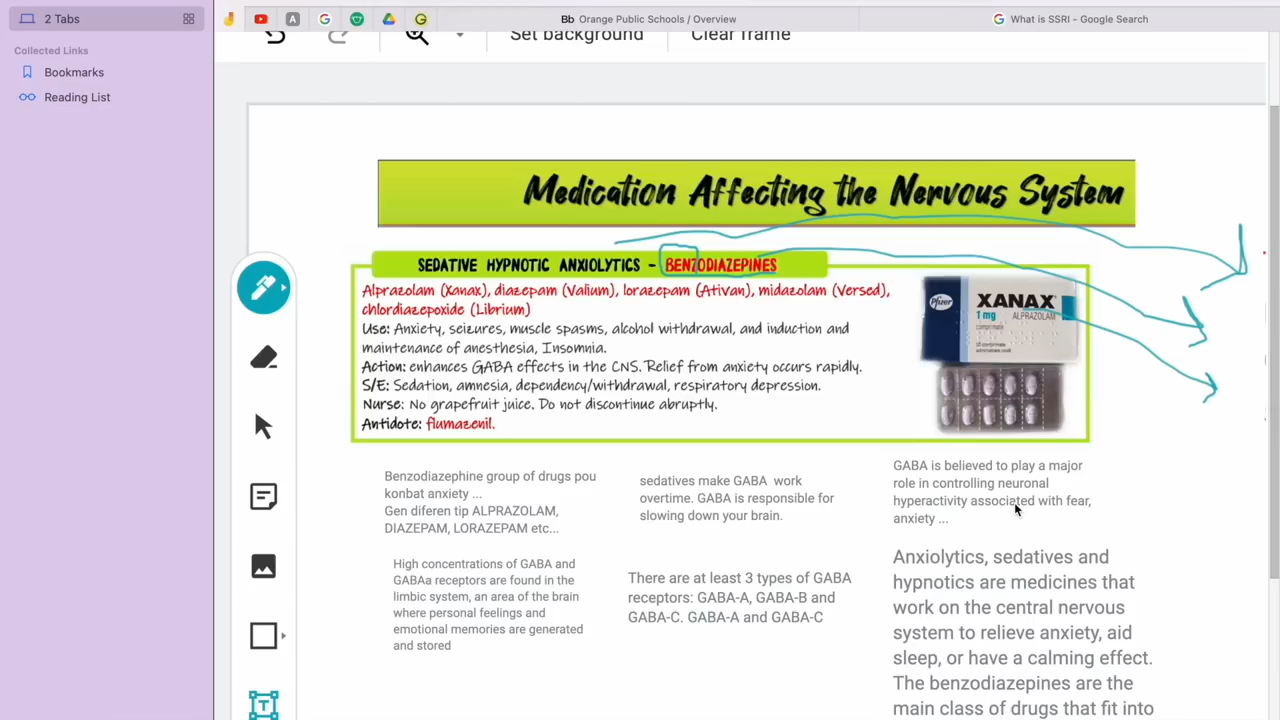 2 Tabs
Bb Orange Public Schools / Overview
What is SSRI - Google Search
Collected Links
Bookmarks
Reading List
Set background
Clear frame
Medication Affecting the Nervous System
SEDATIVE HYPNOTIC ANXIOLYTICS - BENZODIAZEPINES
Alprazolam (Xanax), diazepam (Valium), lorazepam (Ativan), midazolam (Versed),
chlordiazepoxide (Librium)
Use: Anxiety, seizures, muscle spasms, alcohol withdrawal, and induction and
maintenance of anesthesia, Insomnia.
Action: enhances GABA effects in the CNS. Relief from anxiety occurs rapidly.
S/E: Sedation, amnesia, dependency/withdrawal, respiratory depression.
Nurse: No grapefruit juice. Do not discontinue abruptly.
Antidote: flumazenil.
Pfizer
XANAX
1 mg ALPRAZOLAM
Benzodiazephine group of drugs pou
konbat anxiety ...
Gen diferen tip ALPRAZOLAM,
DIAZEPAM, LORAZEPAM etc...
sedatives make GABA work
overtime. GABA is responsible for
slowing down your brain.
GABA is believed to play a major
role in controlling neuronal
hyperactivity associated with fear,
anxiety ...
High concentrations of GABA and
GABAa receptors are found in the
limbic system, an area of the brain
where personal feelings and
emotional memories are generated
and stored
There are at least 3 types of GABA
receptors: GABA-A, GABA-B and
GABA-C. GABA-A and GABA-C
Anxiolytics, sedatives and
hypnotics are medicines that
work on the central nervous
system to relieve anxiety, aid
sleep, or have a calming effect.
The benzodiazepines are the
main class of drugs that fit into